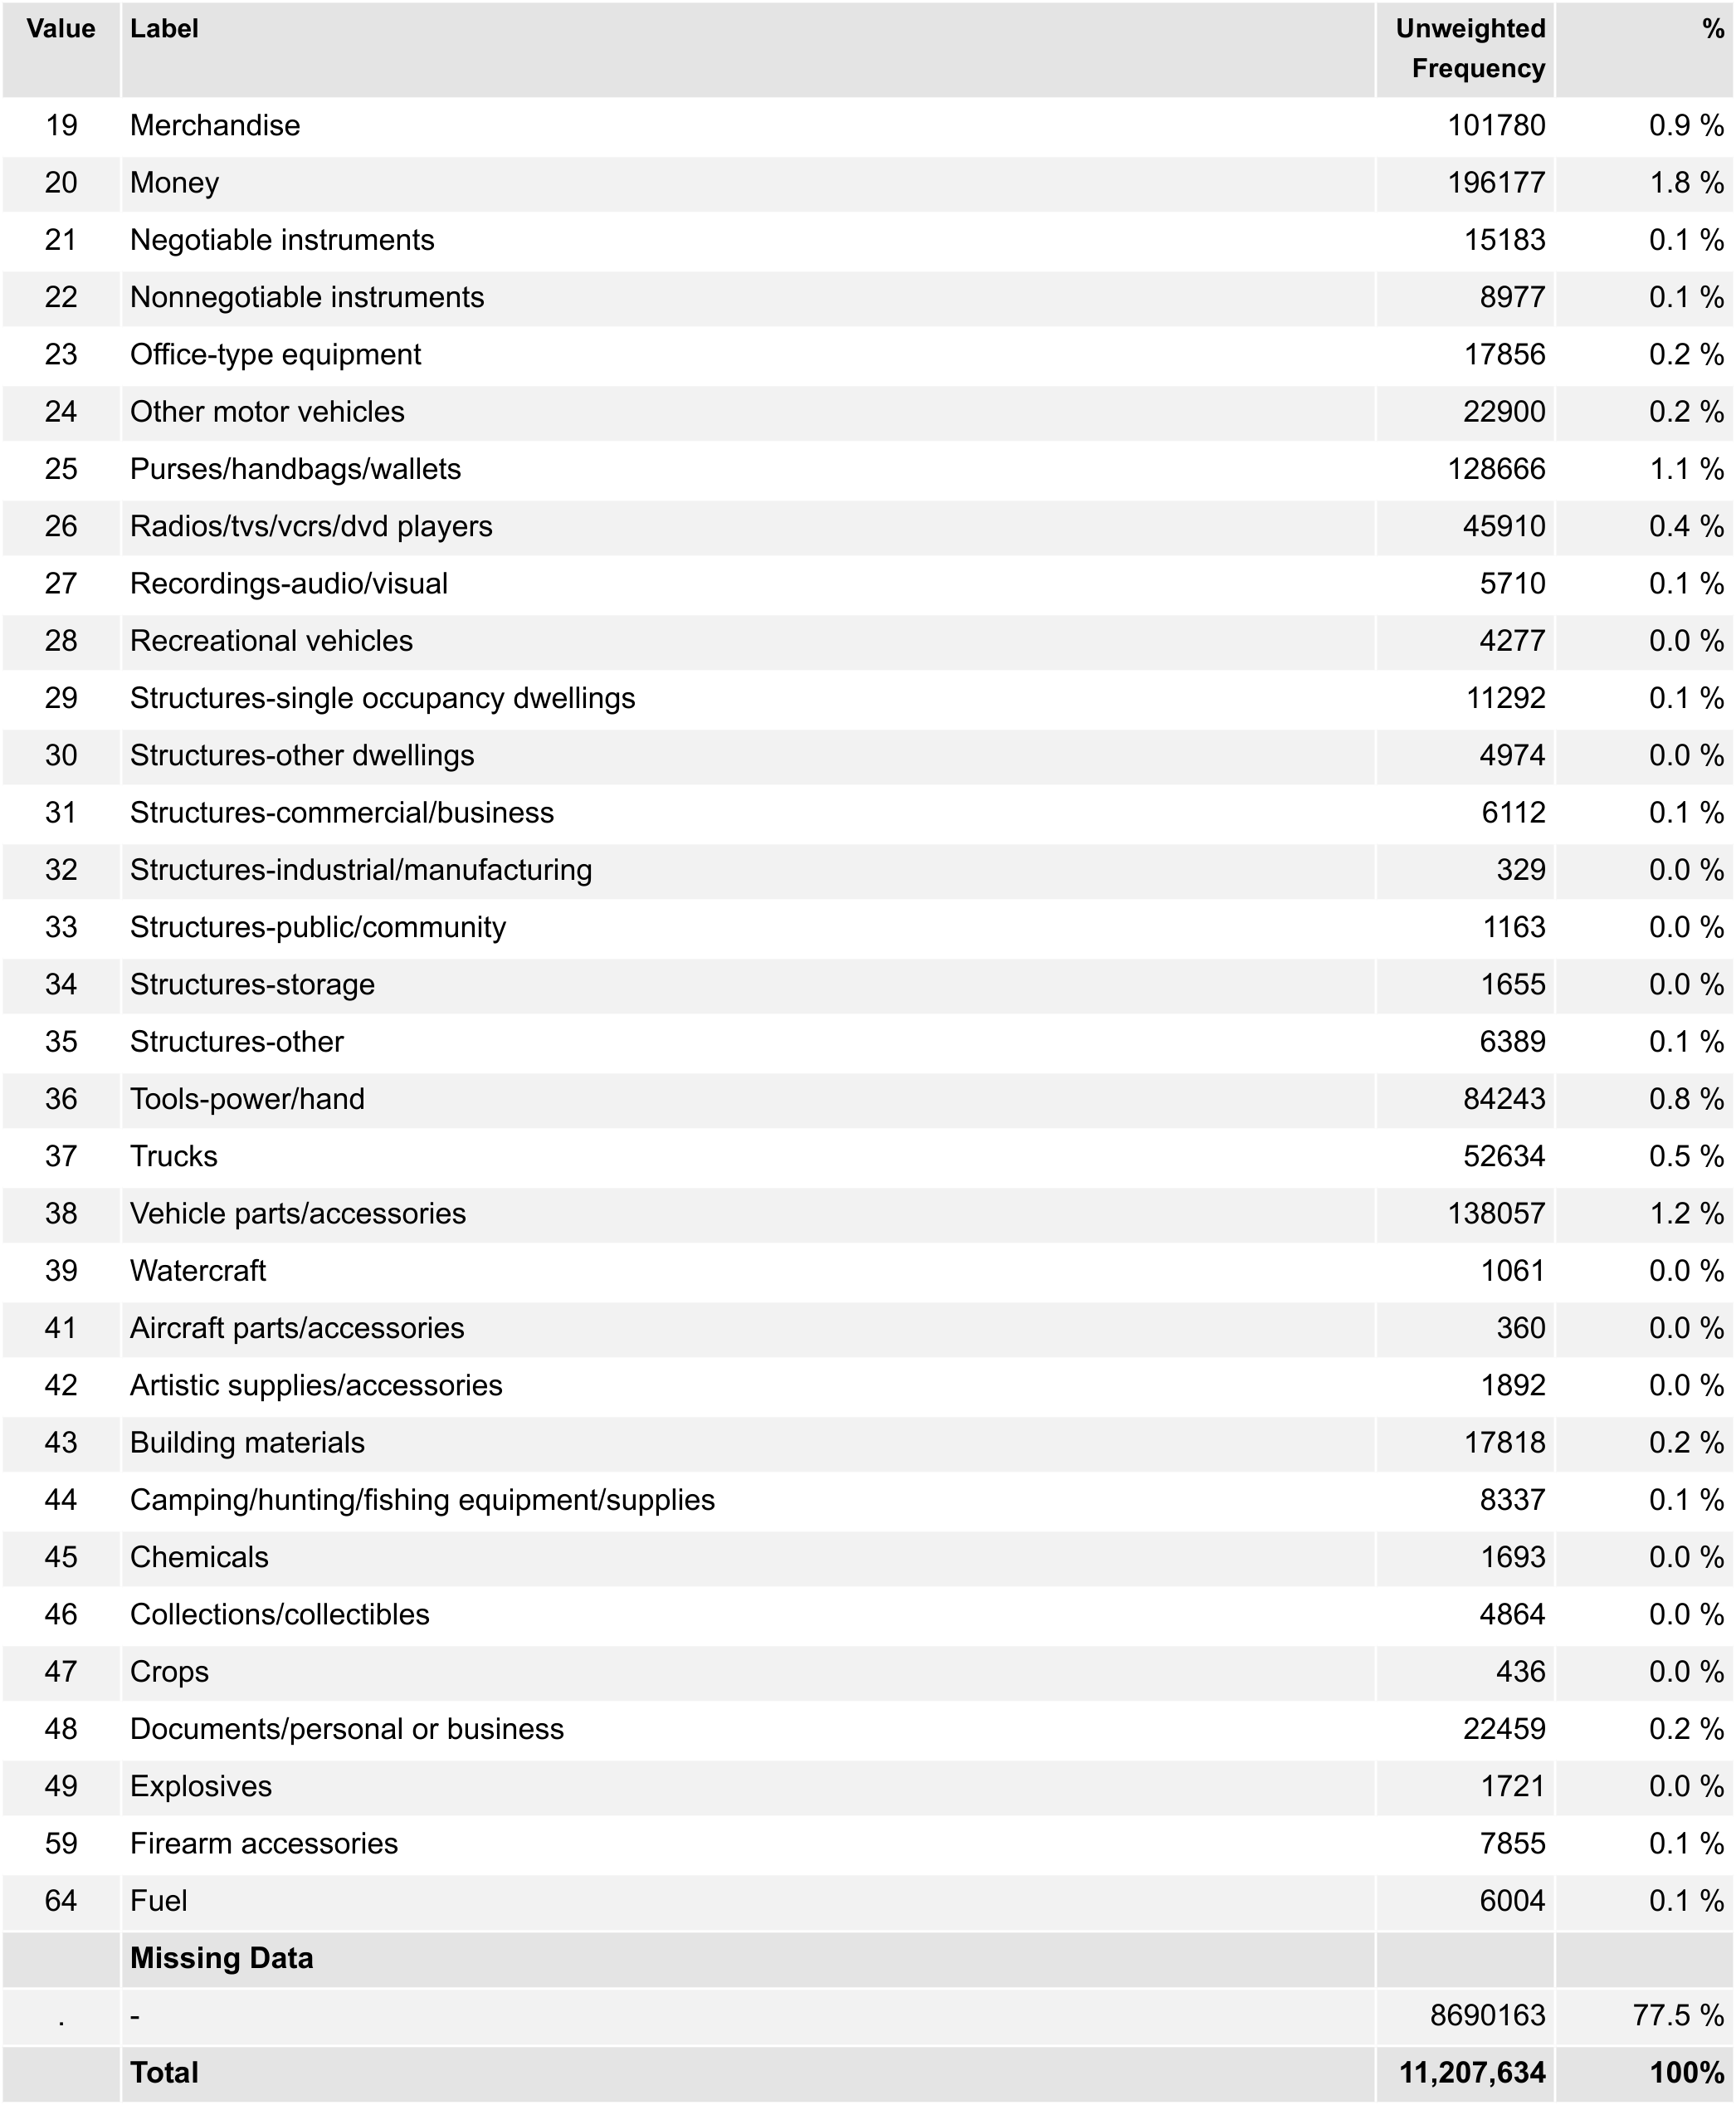 Value Label Unweighted Frequency %
19 Merchandise 101780 0.9 %
20 Money 196177 1.8 %
21 Negotiable instruments 15183 0.1 %
22 Nonnegotiable instruments 8977 0.1 %
23 Office-type equipment 17856 0.2 %
24 Other motor vehicles 22900 0.2 %
25 Purses/handbags/wallets 128666 1.1 %
26 Radios/tvs/vcrs/dvd players 45910 0.4 %
27 Recordings-audio/visual 5710 0.1 %
28 Recreational vehicles 4277 0.0 %
29 Structures-single occupancy dwellings 11292 0.1 %
30 Structures-other dwellings 4974 0.0 %
31 Structures-commercial/business 6112 0.1 %
32 Structures-industrial/manufacturing 329 0.0 %
33 Structures-public/community 1163 0.0 %
34 Structures-storage 1655 0.0 %
35 Structures-other 6389 0.1 %
36 Tools-power/hand 84243 0.8 %
37 Trucks 52634 0.5 %
38 Vehicle parts/accessories 138057 1.2 %
39 Watercraft 1061 0.0 %
41 Aircraft parts/accessories 360 0.0 %
42 Artistic supplies/accessories 1892 0.0 %
43 Building materials 17818 0.2 %
44 Camping/hunting/fishing equipment/supplies 8337 0.1 %
45 Chemicals 1693 0.0 %
46 Collections/collectibles 4864 0.0 %
47 Crops 436 0.0 %
48 Documents/personal or business 22459 0.2 %
49 Explosives 1721 0.0 %
59 Firearm accessories 7855 0.1 %
64 Fuel 6004 0.1 %
Missing Data
. - 8690163 77.5 %
Total 11,207,634 100%